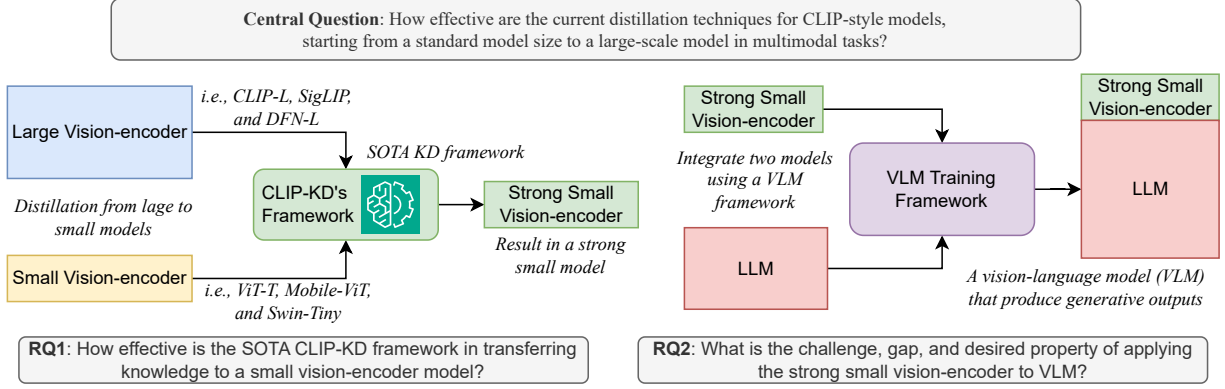 Central Question: How effective are the current distillation techniques for CLIP-style models,
starting from a standard model size to a large-scale model in multimodal tasks?
Large Vision-encoder
i.e., CLIP-L, SigLIP,
and DFN-L
SOTA KD framework
CLIP-KD's
Framework
Distillation from lage to
small models
Strong Small
Vision-encoder
Result in a strong
small model
Small Vision-encoder
i.e., ViT-T, Mobile-ViT,
and Swin-Tiny
RQ1: How effective is the SOTA CLIP-KD framework in transferring
knowledge to a small vision-encoder model?
Strong Small
Vision-encoder
Integrate two models
using a VLM
framework
VLM Training
Framework
LLM
Strong Small
Vision-encoder
LLM
A vision-language model (VLM)
that produce generative outputs
RQ2: What is the challenge, gap, and desired property of applying
the strong small vision-encoder to VLM?